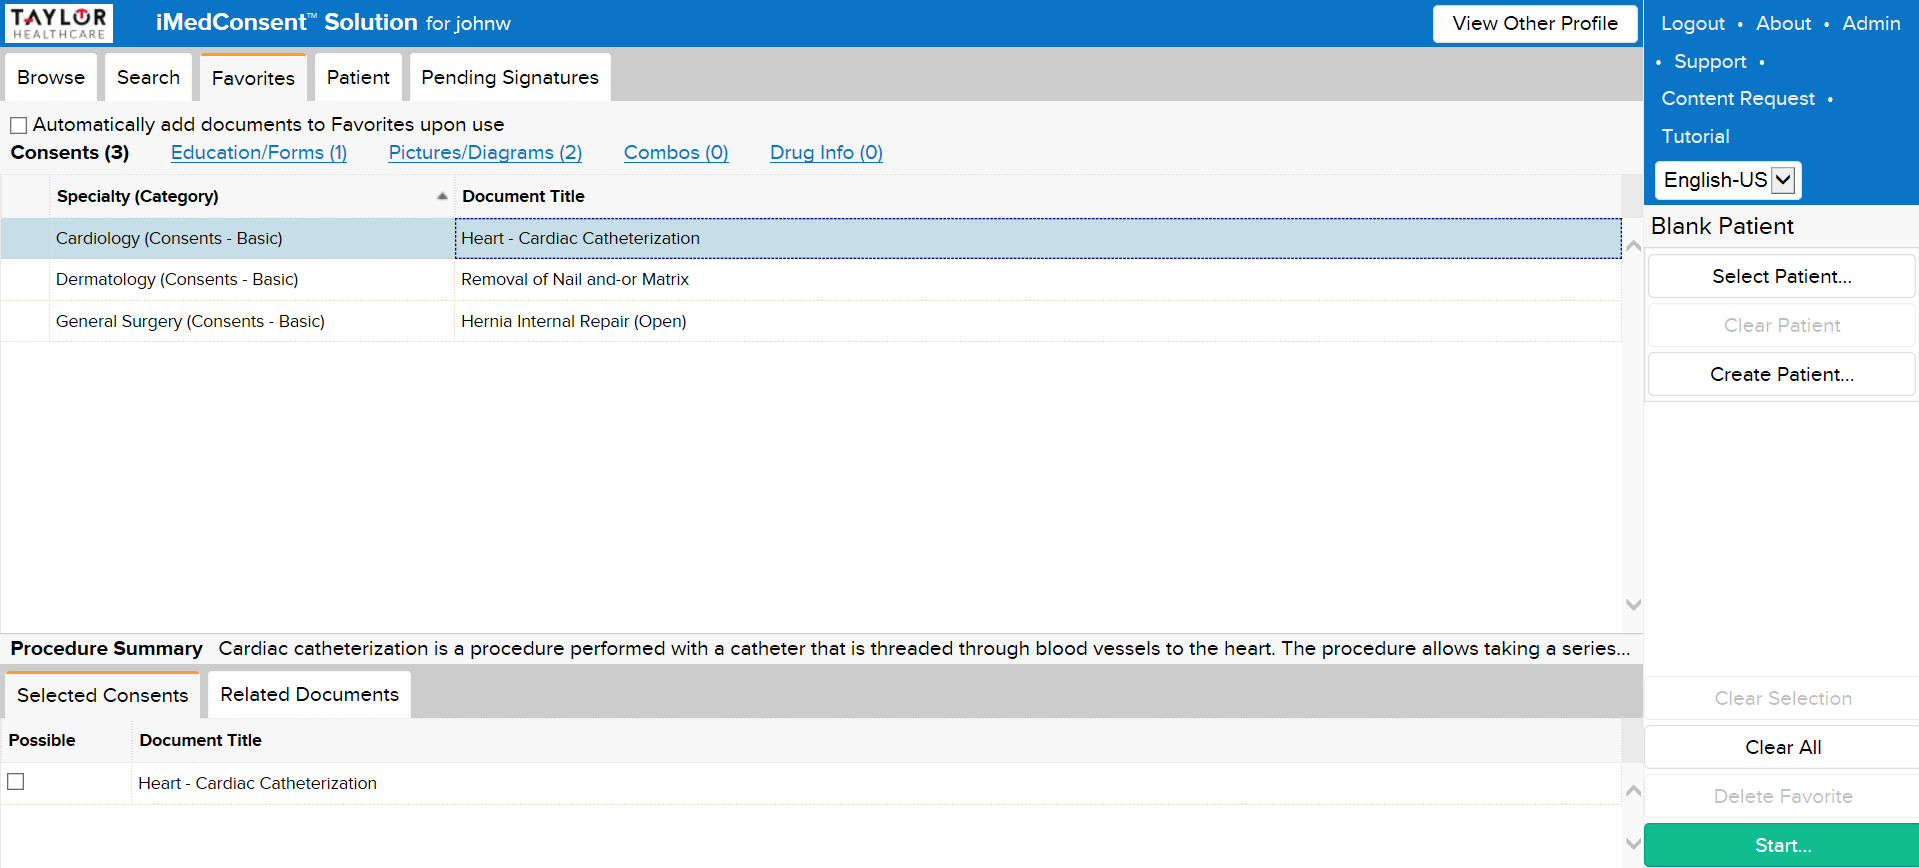 TAYLOR
HEALTHCARE
iMedConsent™ Solution for johnw
View Other Profile
Logout • About • Admin
• Support •
Content Request •
Tutorial
English-US
Browse
Search
Favorites
Patient
Pending Signatures
Automatically add documents to Favorites upon use
Consents (3) Education/Forms (1) Pictures/Diagrams (2) Combos (0) Drug Info (0)
Specialty (Category) Document Title
Cardiology (Consents - Basic) Heart - Cardiac Catheterization
Dermatology (Consents - Basic) Removal of Nail and-or Matrix
General Surgery (Consents - Basic) Hernia Internal Repair (Open)
Blank Patient
Select Patient...
Clear Patient
Create Patient...
Procedure Summary Cardiac catheterization is a procedure performed with a catheter that is threaded through blood vessels to the heart. The procedure allows taking a series...
Selected Consents
Related Documents
Possible Document Title
Heart - Cardiac Catheterization
Clear Selection
Clear All
Delete Favorite
Start...